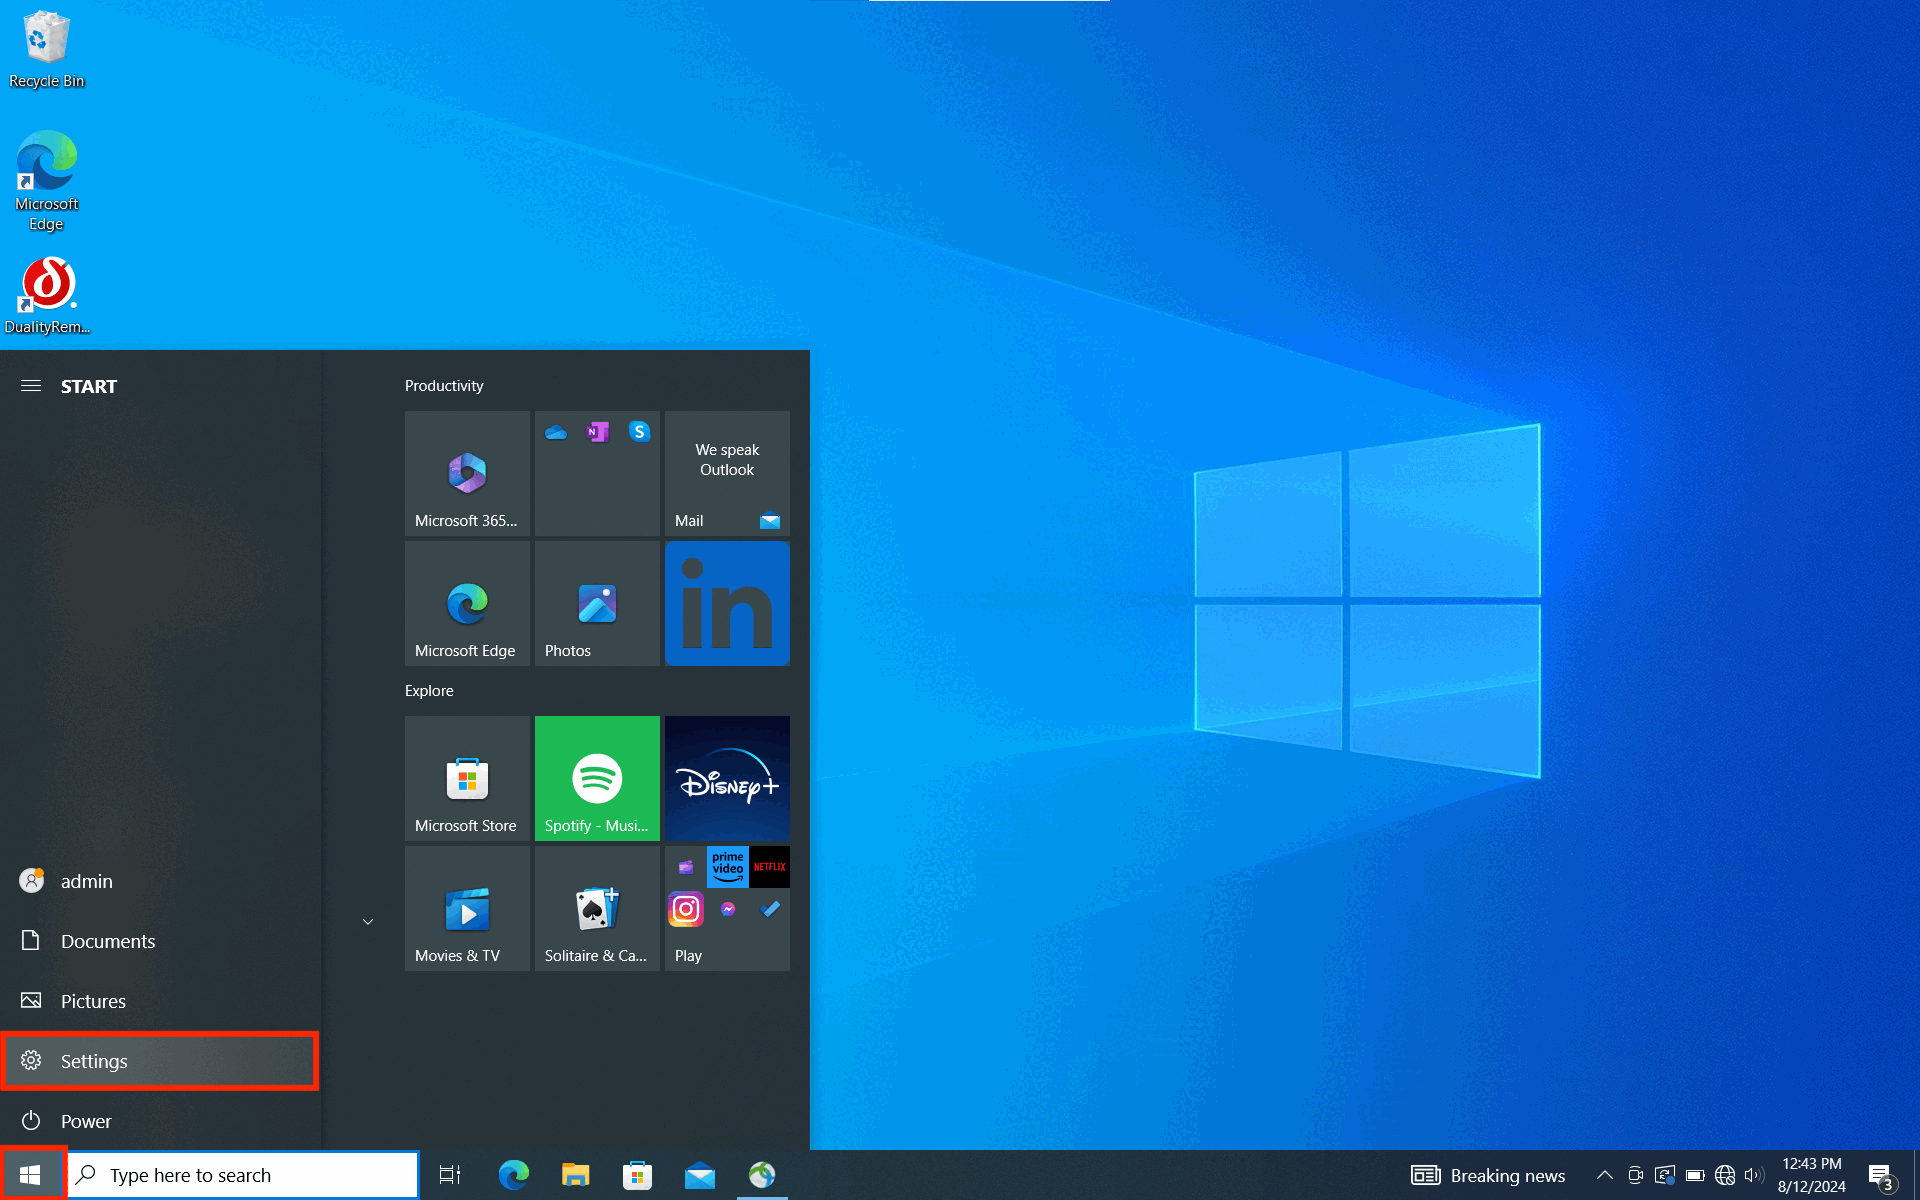 Recycle Bin
Microsoft
Edge
DualityRem...
START
Productivity
Microsoft 365...
N
S
We speak
Outlook
Mail
Microsoft Edge
Photos
in
Explore
Microsoft Store
Spotify - Musi...
Disney+
prime
video
NETFLIX
Movies & TV
Solitaire & Ca...
Play
admin
Documents
Pictures
Settings
Power
Type here to search
Breaking news
12:43 PM
8/12/2024
3